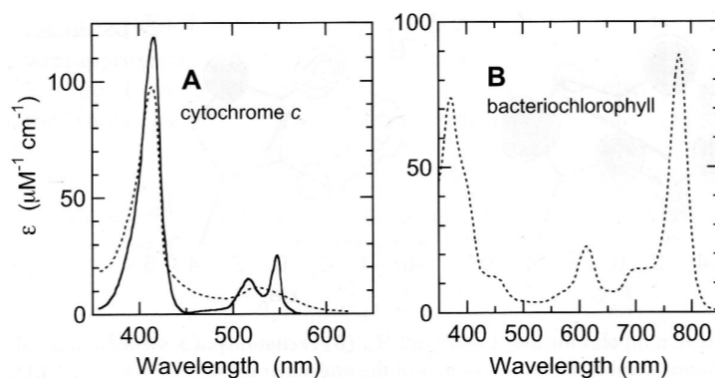 A
cytochrome c
ε (µM⁻¹ cm⁻¹)
100
50
0
400
500
600
Wavelength (nm)
B
bacteriochlorophyll
100
50
0
400
500
600
700
800
Wavelength (nm)